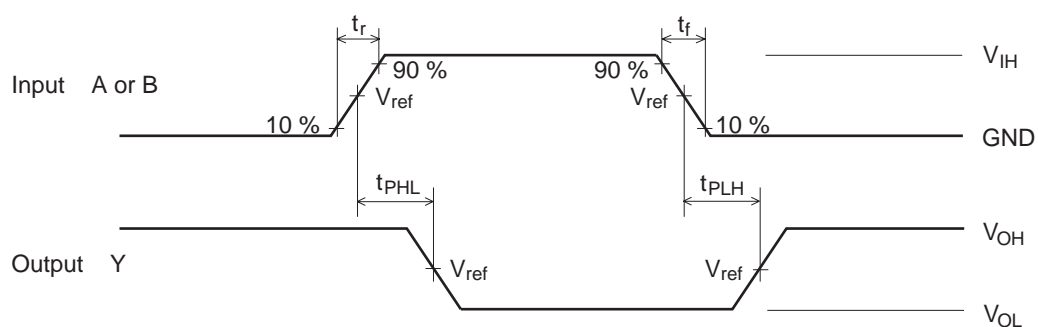 tr
tf
VIH
90 %
90 %
Input A or B
Vref
Vref
10 %
10 %
GND
tPHL
tPLH
VOH
Output Y
Vref
Vref
VOL